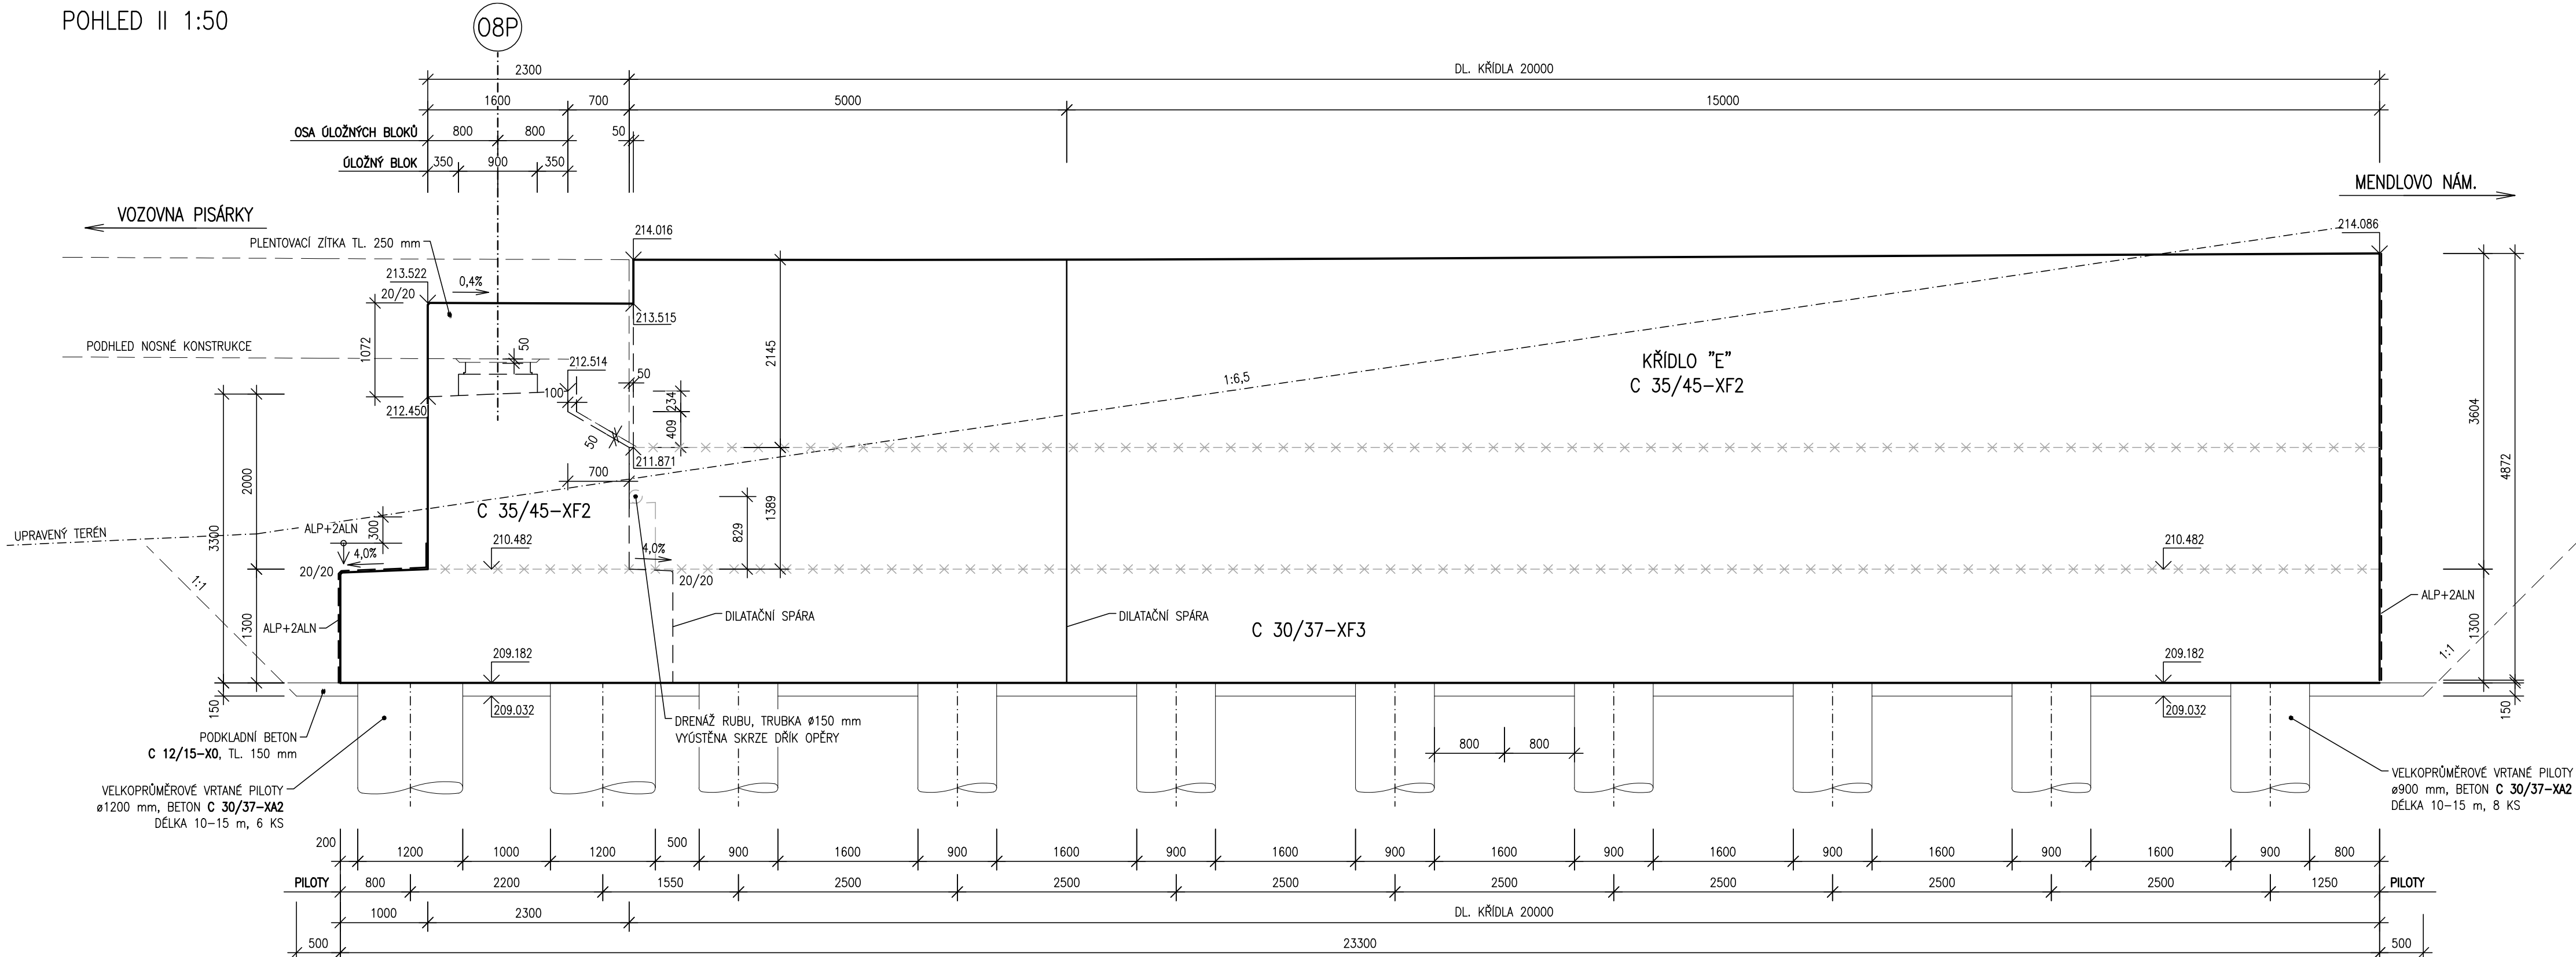 POHLED II 1:50
08P
2300
DL. KŘÍDLA 20000
1600
700
5000
15000
OSA ÚLOŽNÝCH BLOKŮ
800
800
50
ÚLOŽNÝ BLOK
350
900
350
MENDLOVO NÁM.
VOZOVNA PISÁRKY
PLENTOVACÍ ZÍTKA TL. 250 mm
214.016
214.086
213.522
0,4%
20/20
213.515
PODHLED NOSNÉ KONSTRUKCE
1072
50
212.514
2145
50
100
234
409
50
212.450
211.871
1:6,5
KŘÍDLO "E"
C 35/45-XF2
3604
4872
2000
3300
700
C 35/45-XF2
829
1389
UPRAVENÝ TERÉN
ALP+2ALN
300
4,0%
20/20
210.482
4,0%
20/20
210.482
1:1
1300
ALP+2ALN
DILATAČNÍ SPÁRA
DILATAČNÍ SPÁRA
C 30/37-XF3
ALP+2ALN
1300
1:1
209.182
209.182
150
209.032
209.032
150
PODKLADNÍ BETON
C 12/15-X0, TL. 150 mm
DRENÁŽ RUBU, TRUBKA ø150 mm
VYÚSTĚNA SKRZE DŘÍK OPĚRY
800
800
VELKOPRŮMĚROVÉ VRTANÉ PILOTY
ø1200 mm, BETON C 30/37-XA2
DÉLKA 10-15 m, 6 KS
VELKOPRŮMĚROVÉ VRTANÉ PILOTY
ø900 mm, BETON C 30/37-XA2
DÉLKA 10-15 m, 8 KS
200
1200
1000
1200
500
900
1600
900
1600
900
1600
900
1600
900
1600
900
1600
900
1600
900
800
PILOTY
800
2200
1550
2500
2500
2500
2500
2500
2500
2500
1250
PILOTY
1000
2300
DL. KŘÍDLA 20000
500
23300
500